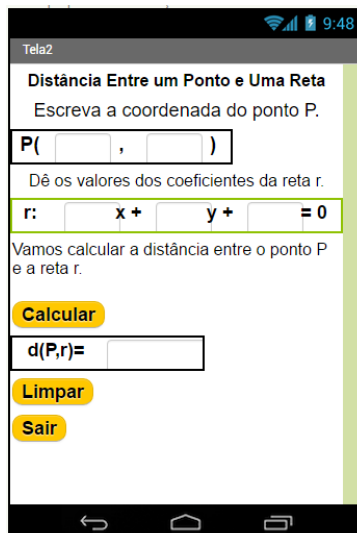 9:48
Tela2
Distância Entre um Ponto e Uma Reta
Escreva a coordenada do ponto P.
P( , )
Dê os valores dos coeficientes da reta r.
r: x + y + = 0
Vamos calcular a distância entre o ponto P
e a reta r.
Calcular
d(P,r)=
Limpar
Sair